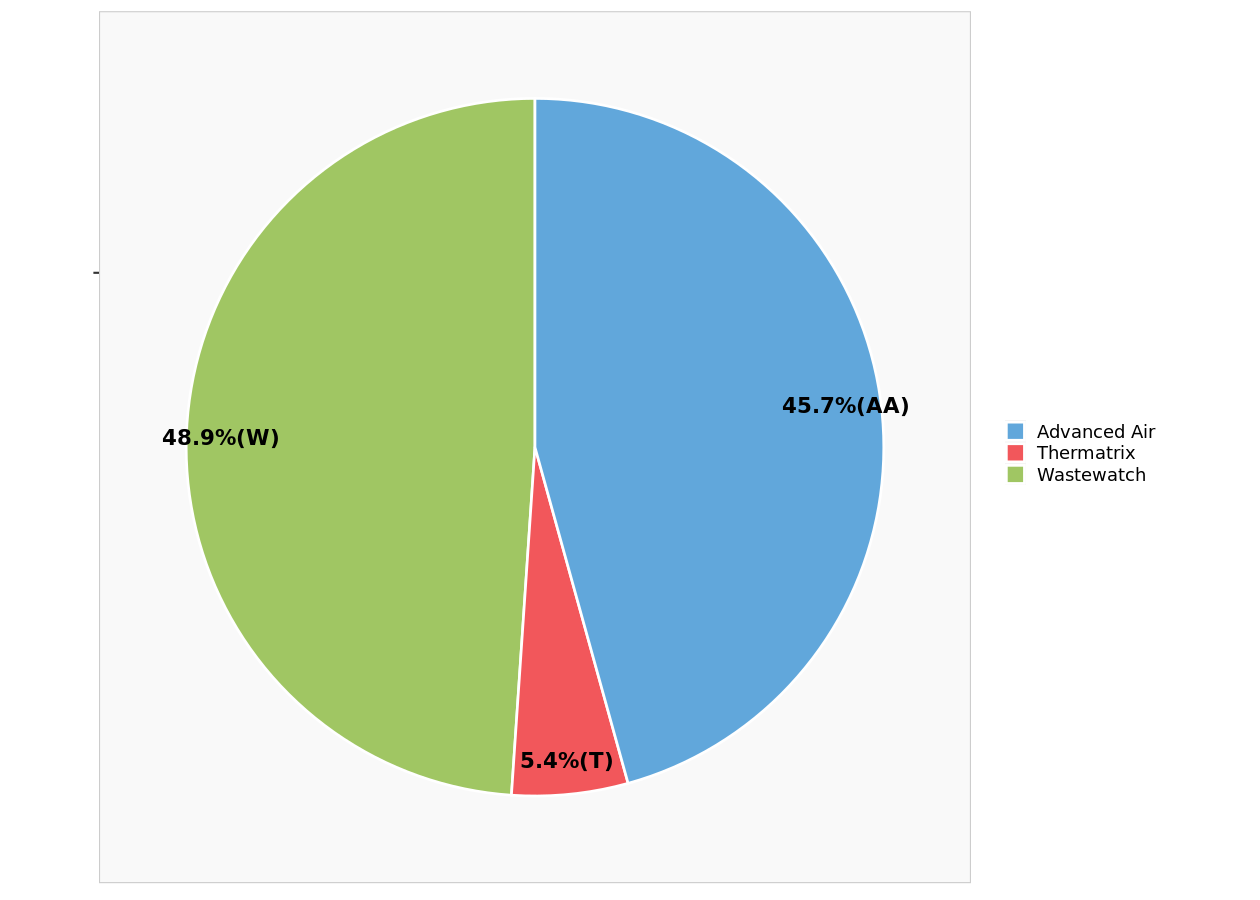 45.7%(AA)
48.9%(W)
5.4%(T)
Advanced Air
Thermatrix
Wastewatch